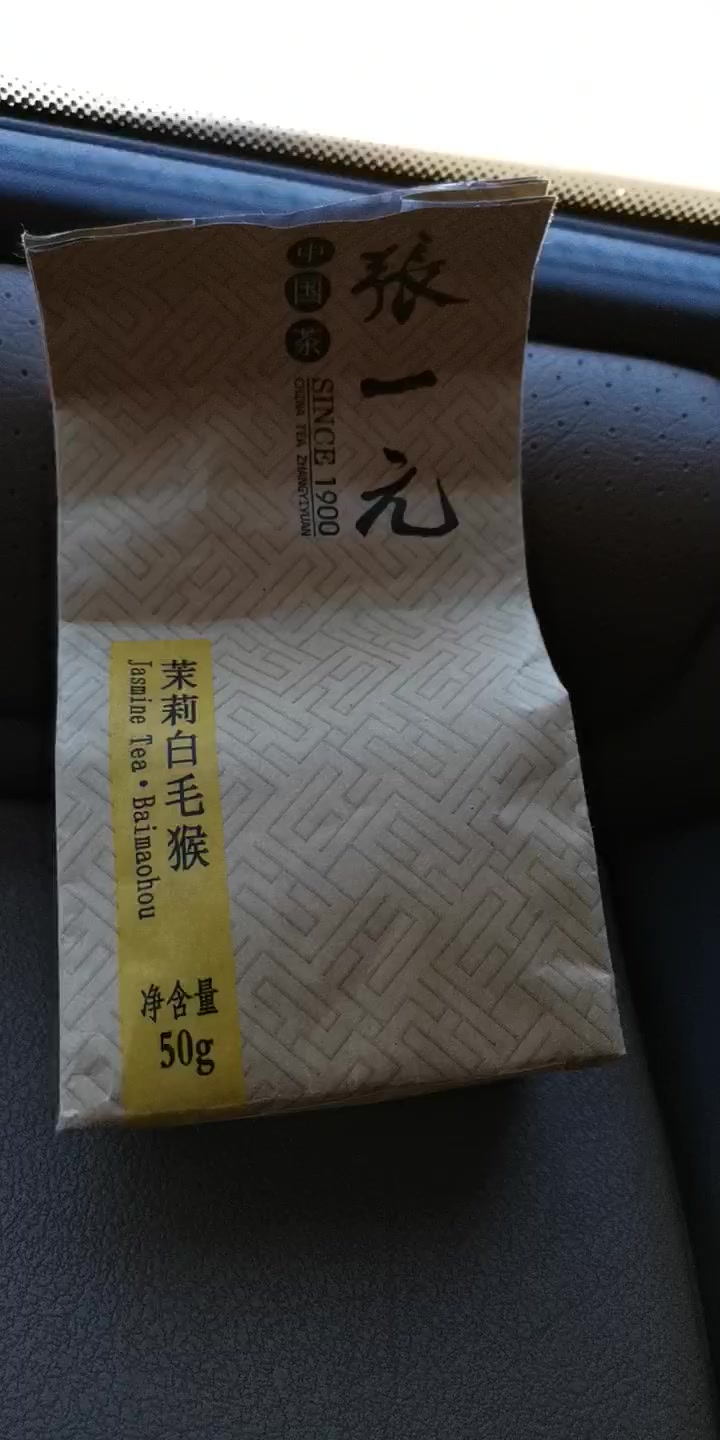 張一元
中国茶
SINCE 1900
CHINA TEA ZHANGYIYUAN
茉莉白毛猴
Jasmine Tea·Baimaohou
净含量
50g